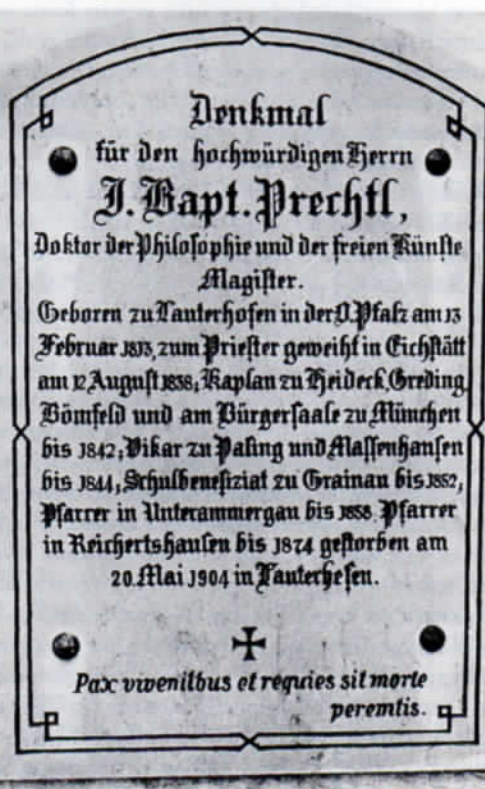 Denkmal
für den hochwürdigen Herrn
J. Bapt. Prechtl,
Doktor der Philosophie und der freien Künste
Magister.
Geboren zu Lauterhofen in der O. Pfalz am 13
Februar 1813, zum Priester geweiht in Eichstätt
am 12 August 1838, Kaplan zu Heideck, Greding,
Bömfeld und am Bürgersaale zu München
bis 1842, Vikar zu Pasing und Massenhausen
bis 1844, Schulbenefiziat zu Grainau bis 1852,
Pfarrer in Unterammergau bis 1858. Pfarrer
in Reichertshausen bis 1874 gestorben am
20. Mai 1904 in Lauterhofen.
Pax viventibus et requies sit morte
peremtis.